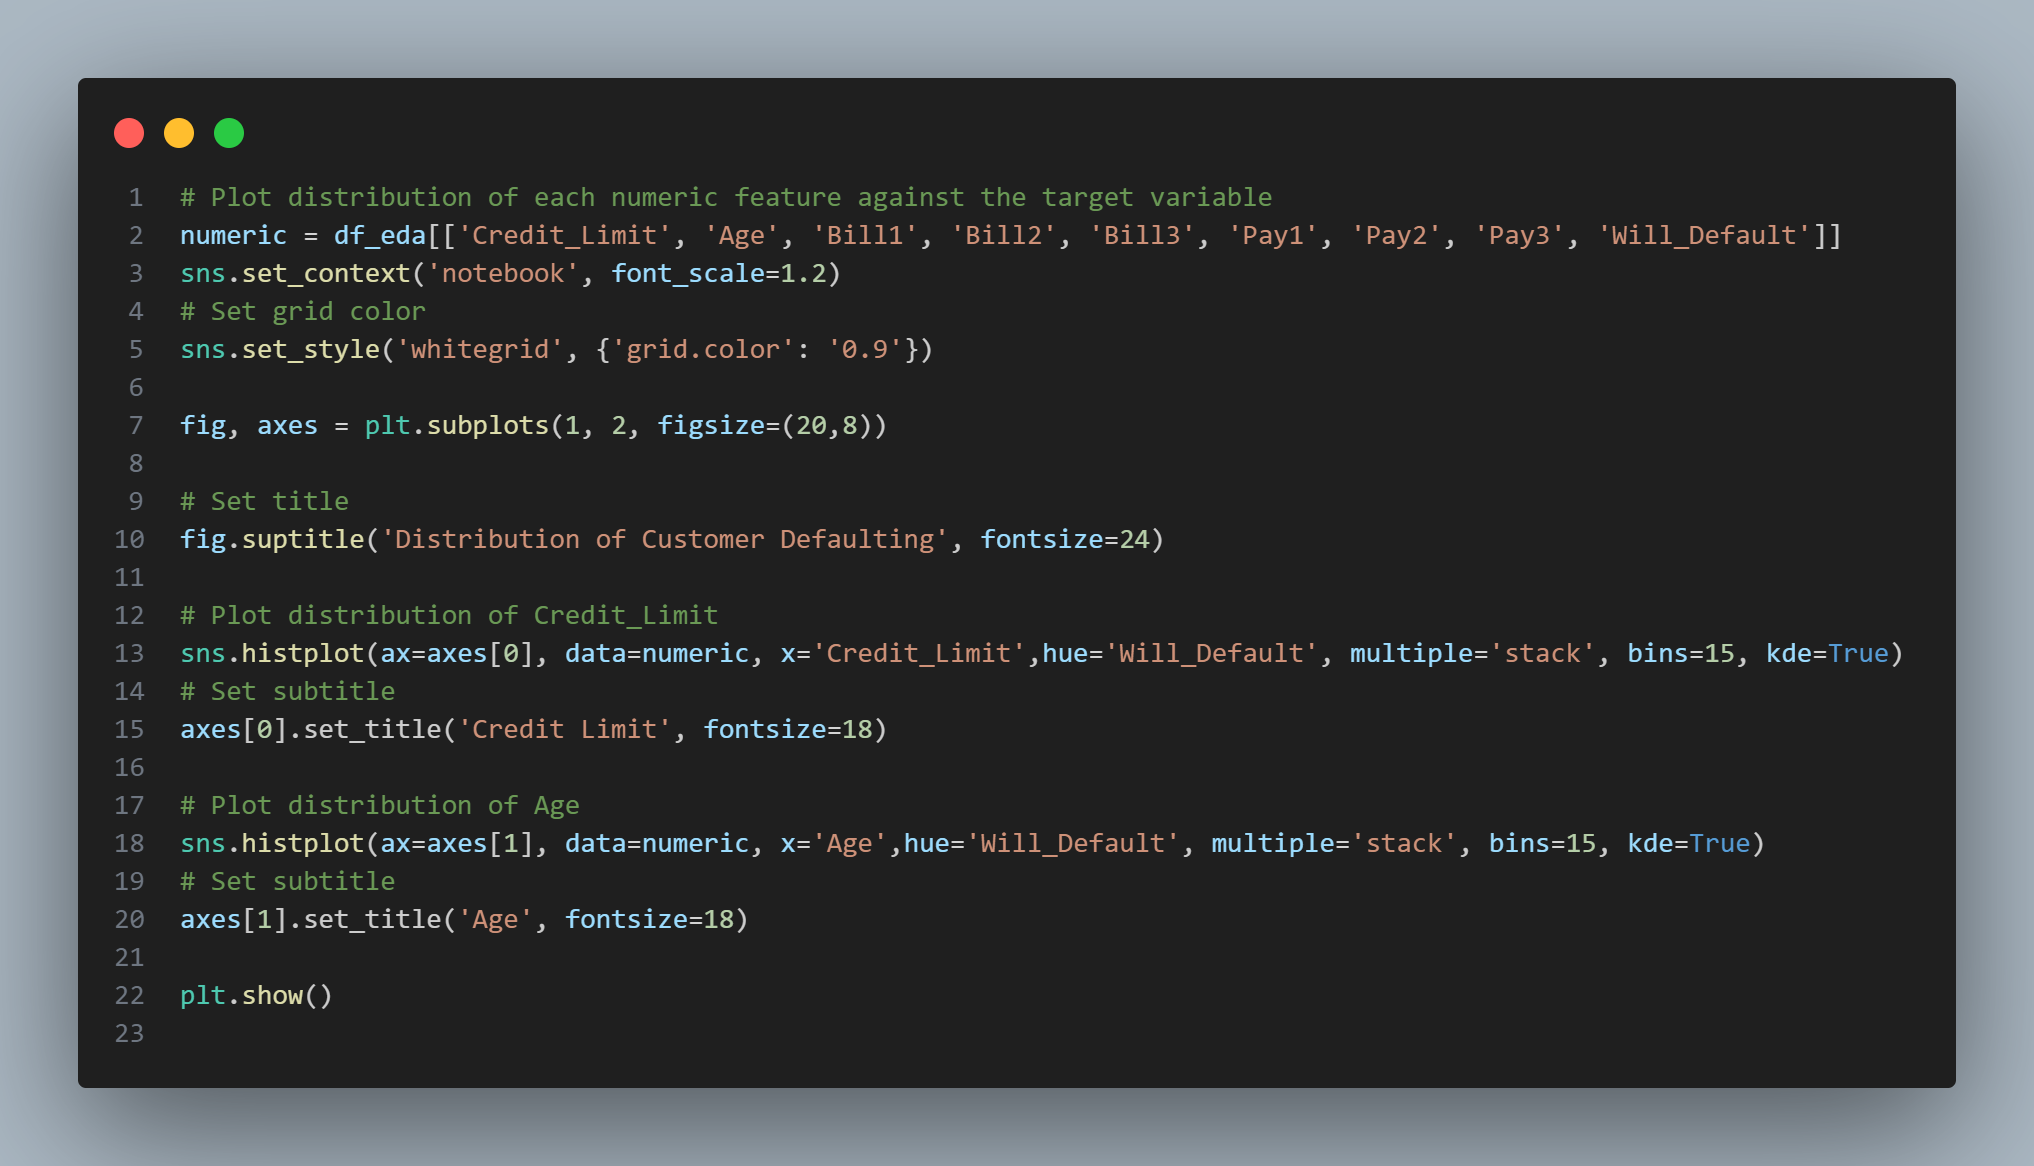 1 # Plot distribution of each numeric feature against the target variable
2 numeric = df_eda[['Credit_Limit', 'Age', 'Bill1', 'Bill2', 'Bill3', 'Pay1', 'Pay2', 'Pay3', 'Will_Default']]
3 sns.set_context('notebook', font_scale=1.2)
4 # Set grid color
5 sns.set_style('whitegrid', {'grid.color': '0.9'})
6
7 fig, axes = plt.subplots(1, 2, figsize=(20,8))
8
9 # Set title
10 fig.suptitle('Distribution of Customer Defaulting', fontsize=24)
11
12 # Plot distribution of Credit_Limit
13 sns.histplot(ax=axes[0], data=numeric, x='Credit_Limit',hue='Will_Default', multiple='stack', bins=15, kde=True)
14 # Set subtitle
15 axes[0].set_title('Credit Limit', fontsize=18)
16
17 # Plot distribution of Age
18 sns.histplot(ax=axes[1], data=numeric, x='Age',hue='Will_Default', multiple='stack', bins=15, kde=True)
19 # Set subtitle
20 axes[1].set_title('Age', fontsize=18)
21
22 plt.show()
23